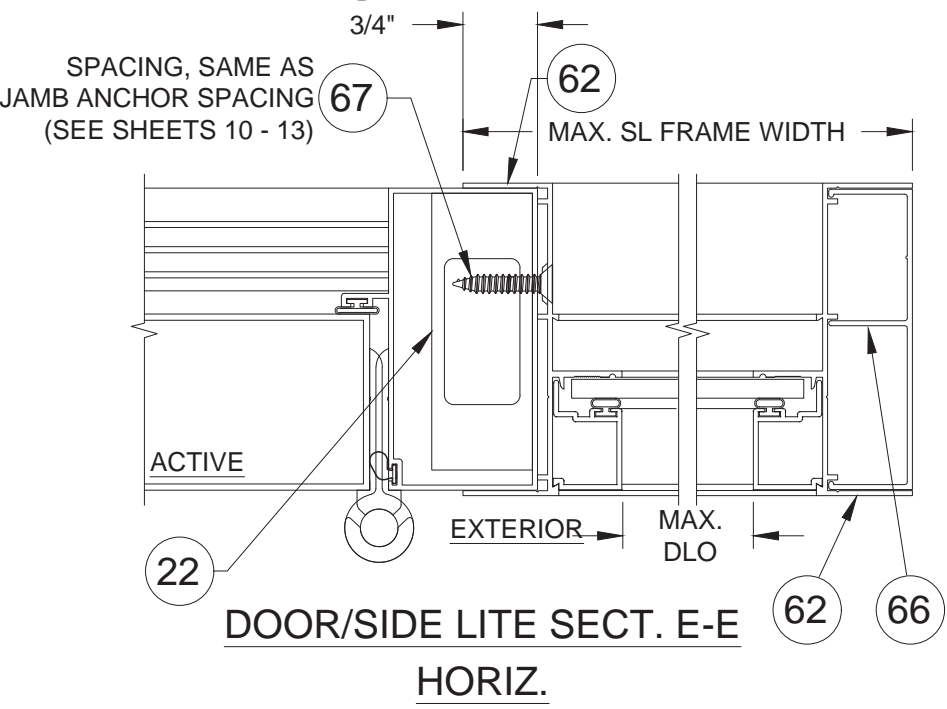 3/4"
SPACING, SAME AS
JAMB ANCHOR SPACING
(SEE SHEETS 10 - 13)
67
62
MAX. SL FRAME WIDTH
ACTIVE
EXTERIOR
MAX.
DLO
22
62
66
DOOR/SIDE LITE SECT. E-E
HORIZ.